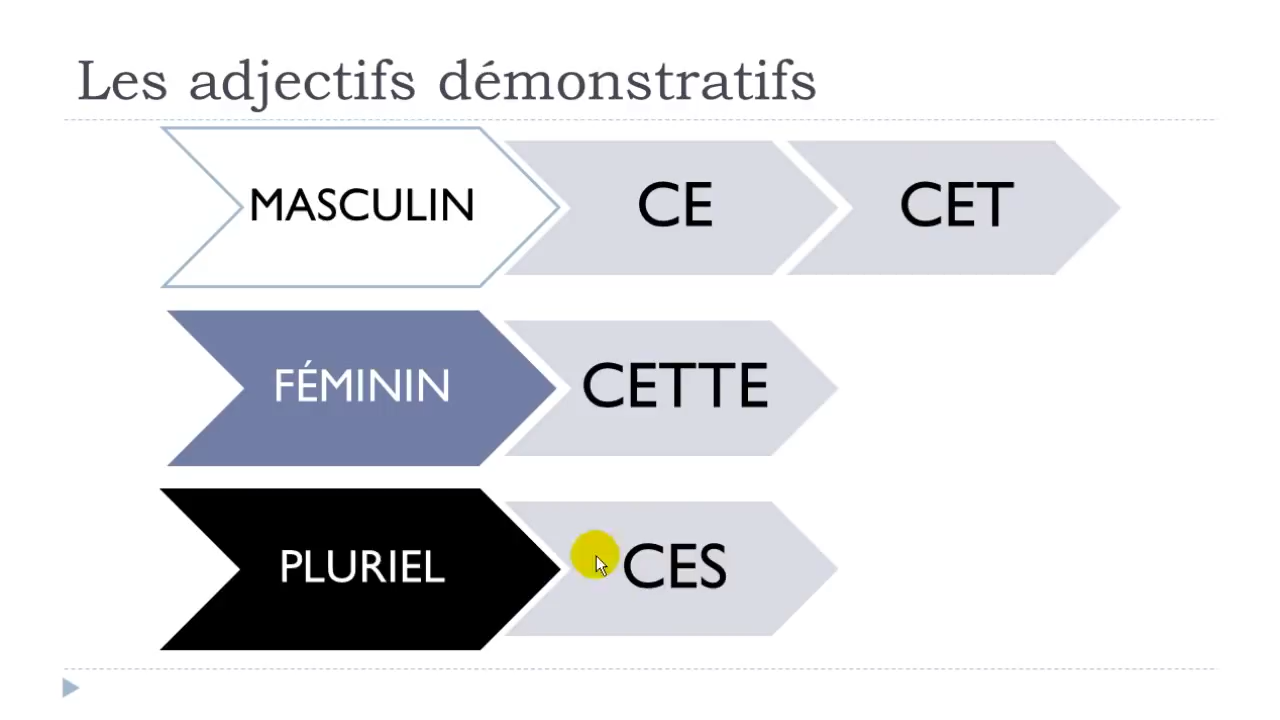 Les adjectifs démonstratifs
MASCULIN CE CET
FÉMININ CETTE
PLURIEL CES